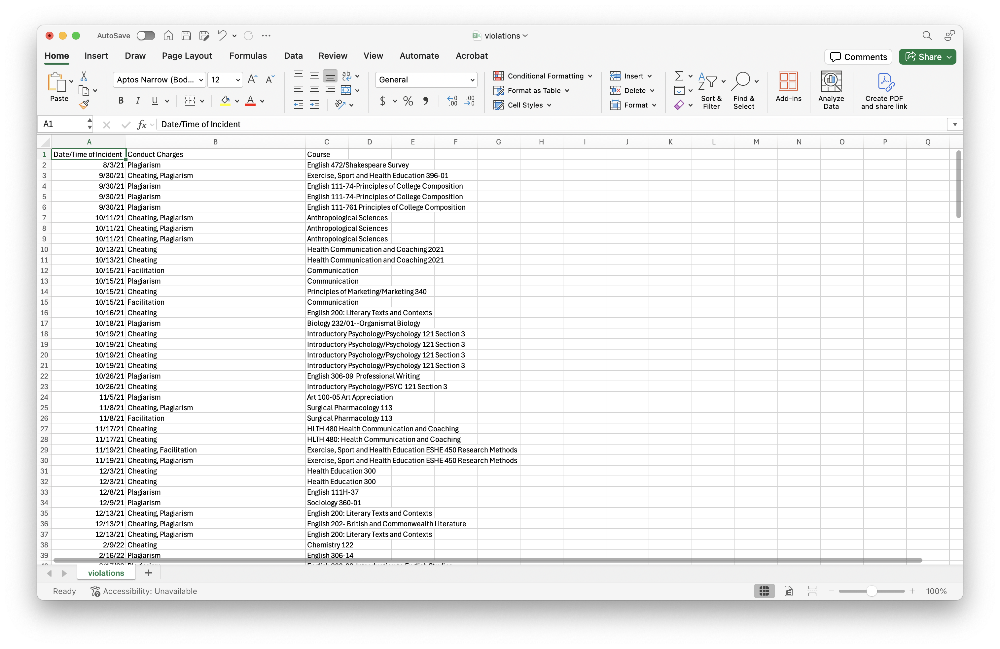 AutoSave violations
Home Insert Draw Page Layout Formulas Data Review View Automate Acrobat Comments Share
Paste Aptos Narrow (Bod... 12 A A ab General Conditional Formatting Format as Table Cell Styles Insert Delete Format Sort & Filter Find & Select Add-ins Analyze Data Create PDF and share link
B I U A $ % 9 .00 .00 0
A1 fx Date/Time of Incident
A B C D E F G H I J K L M N O P Q
1 Date/Time of Incident Conduct Charges Course
2 8/3/21 Plagiarism English 472/Shakespeare Survey
3 9/30/21 Cheating, Plagiarism Exercise, Sport and Health Education 396-01
4 9/30/21 Plagiarism English 111-74-Principles of College Composition
5 9/30/21 Plagiarism English 111-74-Principles of College Composition
6 9/30/21 Plagiarism English 111-761 Principles of College Composition
7 10/11/21 Cheating, Plagiarism Anthropological Sciences
8 10/11/21 Cheating, Plagiarism Anthropological Sciences
9 10/11/21 Cheating, Plagiarism Anthropological Sciences
10 10/13/21 Cheating Health Communication and Coaching 2021
11 10/13/21 Cheating Health Communication and Coaching 2021
12 10/15/21 Facilitation Communication
13 10/15/21 Plagiarism Communication
14 10/15/21 Cheating Principles of Marketing/Marketing 340
15 10/15/21 Facilitation Communication
16 10/16/21 Cheating English 200: Literary Texts and Contexts
17 10/18/21 Plagiarism Biology 232/01--Organismal Biology
18 10/19/21 Cheating Introductory Psychology/Psychology 121 Section 3
19 10/19/21 Cheating Introductory Psychology/Psychology 121 Section 3
20 10/19/21 Cheating Introductory Psychology/Psychology 121 Section 3
21 10/19/21 Cheating Introductory Psychology/Psychology 121 Section 3
22 10/26/21 Plagiarism English 306-09 Professional Writing
23 10/26/21 Cheating Introductory Psychology/PSYC 121 Section 3
24 11/5/21 Plagiarism Art 100-05 Art Appreciation
25 11/8/21 Cheating, Plagiarism Surgical Pharmacology 113
26 11/8/21 Facilitation Surgical Pharmacology 113
27 11/17/21 Cheating HLTH 480 Health Communication and Coaching
28 11/17/21 Cheating HLTH 480: Health Communication and Coaching
29 11/19/21 Cheating, Facilitation Exercise, Sport and Health Education ESHE 450 Research Methods
30 11/19/21 Cheating, Plagiarism Exercise, Sport and Health Education ESHE 450 Research Methods
31 12/3/21 Cheating Health Education 300
32 12/3/21 Cheating Health Education 300
33 12/8/21 Plagiarism English 111H-37
34 12/9/21 Plagiarism Sociology 360-01
35 12/13/21 Cheating, Plagiarism English 200: Literary Texts and Contexts
36 12/13/21 Cheating, Plagiarism English 202- British and Commonwealth Literature
37 12/13/21 Cheating, Plagiarism English 200: Literary Texts and Contexts
38 2/9/22 Cheating Chemistry 122
39 2/16/22 Plagiarism English 306-14
violations
Ready Accessibility: Unavailable 100%